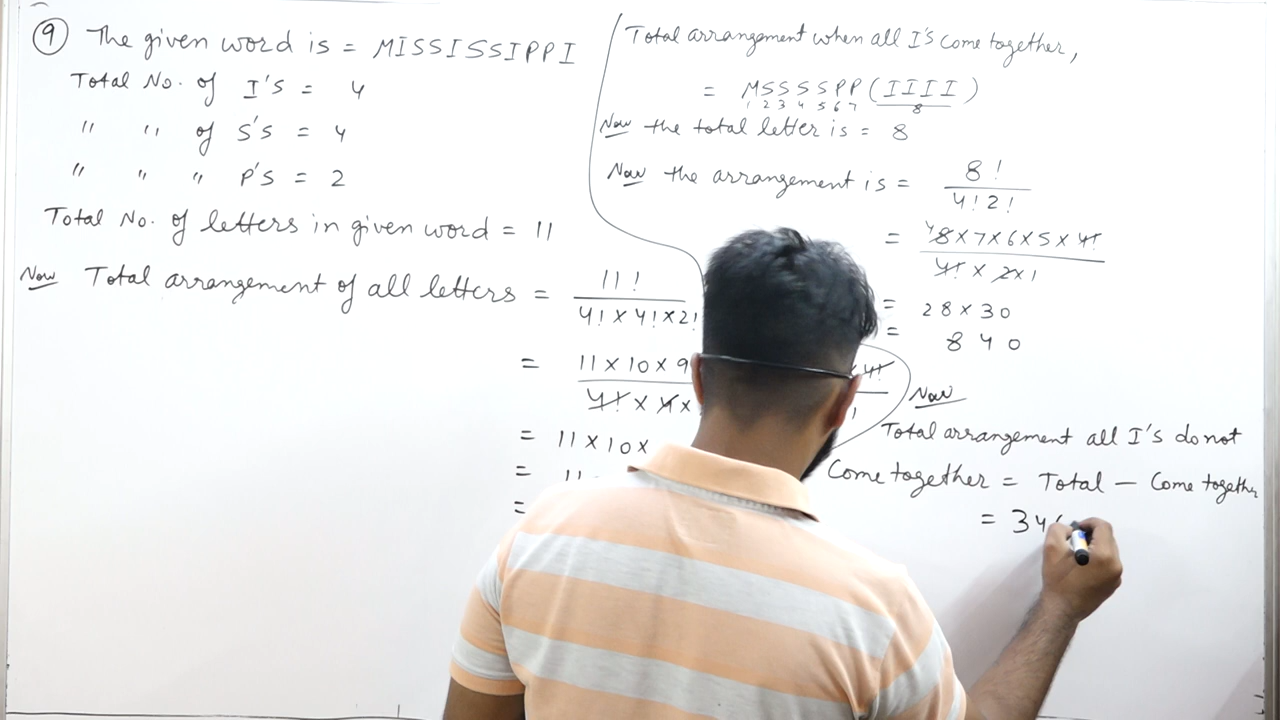 ⑨ The given word is = MISSISSIPPI
Total No. of I's = 4
" " of S's = 4
" " " P's = 2
Total No. of letters in given word = 11
Now Total arrangement of all letters = 11! / 4! × 4! × 2!
= 11 × 10 × 9 4! / 4! × 4 × 1
= 11 × 10 ×
= 11
=
Total arrangement when all I's come together,
= MSSSSPP (IIII)
1 2 3 4 5 6 7 8
Now the total letter is = 8
Now the arrangement is = 8! / 4! 2!
= 4 8 × 7 × 6 × 5 × 4! / 4! × 2 × 1
= 28 × 30
= 840
Now
Total arrangement all I's do not
Come together = Total – Come together
= 34